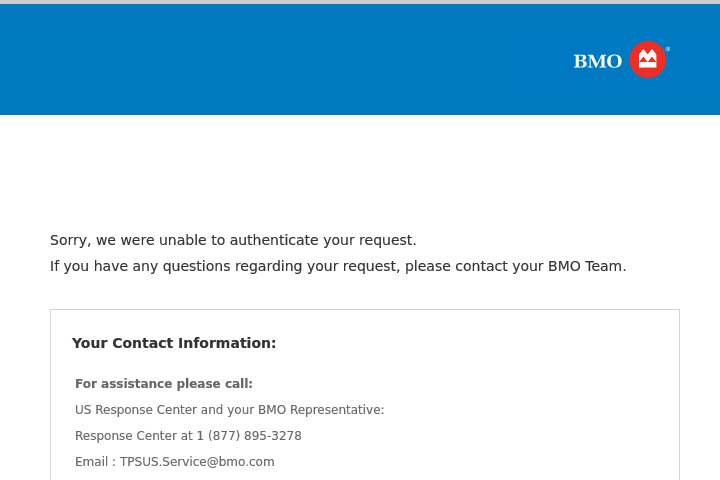 BMO
Sorry, we were unable to authenticate your request.
If you have any questions regarding your request, please contact your BMO Team.
Your Contact Information:
For assistance please call:
US Response Center and your BMO Representative:
Response Center at 1 (877) 895-3278
Email : TPSUS.Service@bmo.com